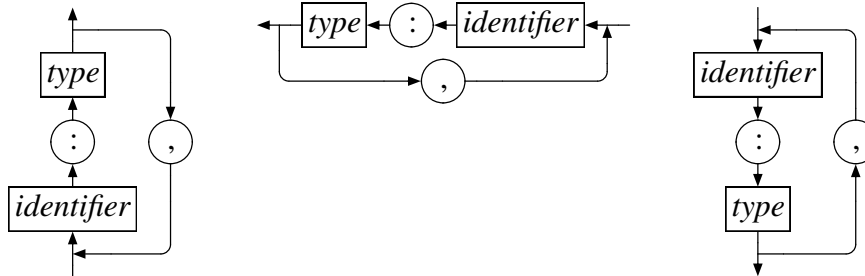 type
:
,
identifier
type
:
identifier
,
identifier
:
,
type